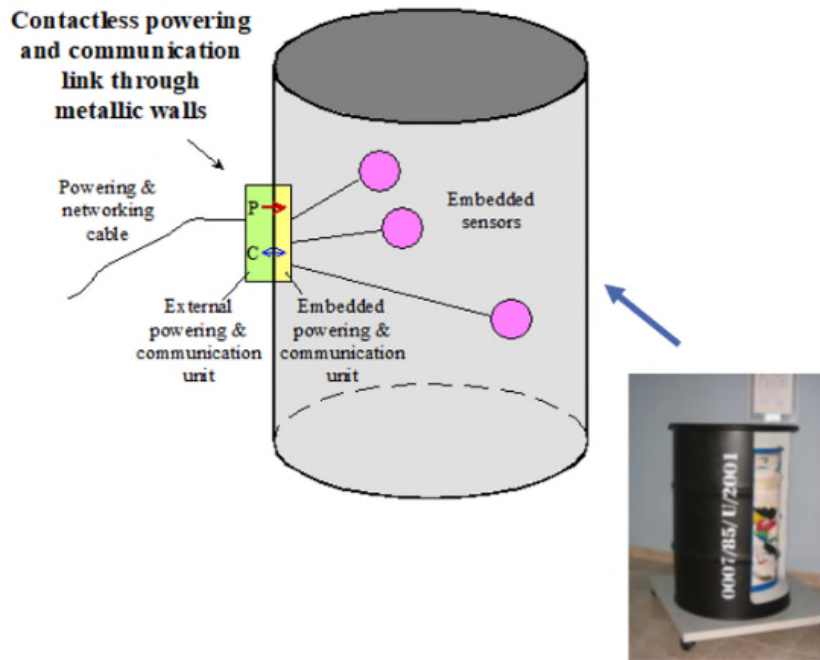 Contactless powering
and communication
link through
metallic walls
Powering &
networking
cable
P
C
Embedded
sensors
External
powering &
communication
unit
Embedded
powering &
communication
unit
0007/85/U/2001